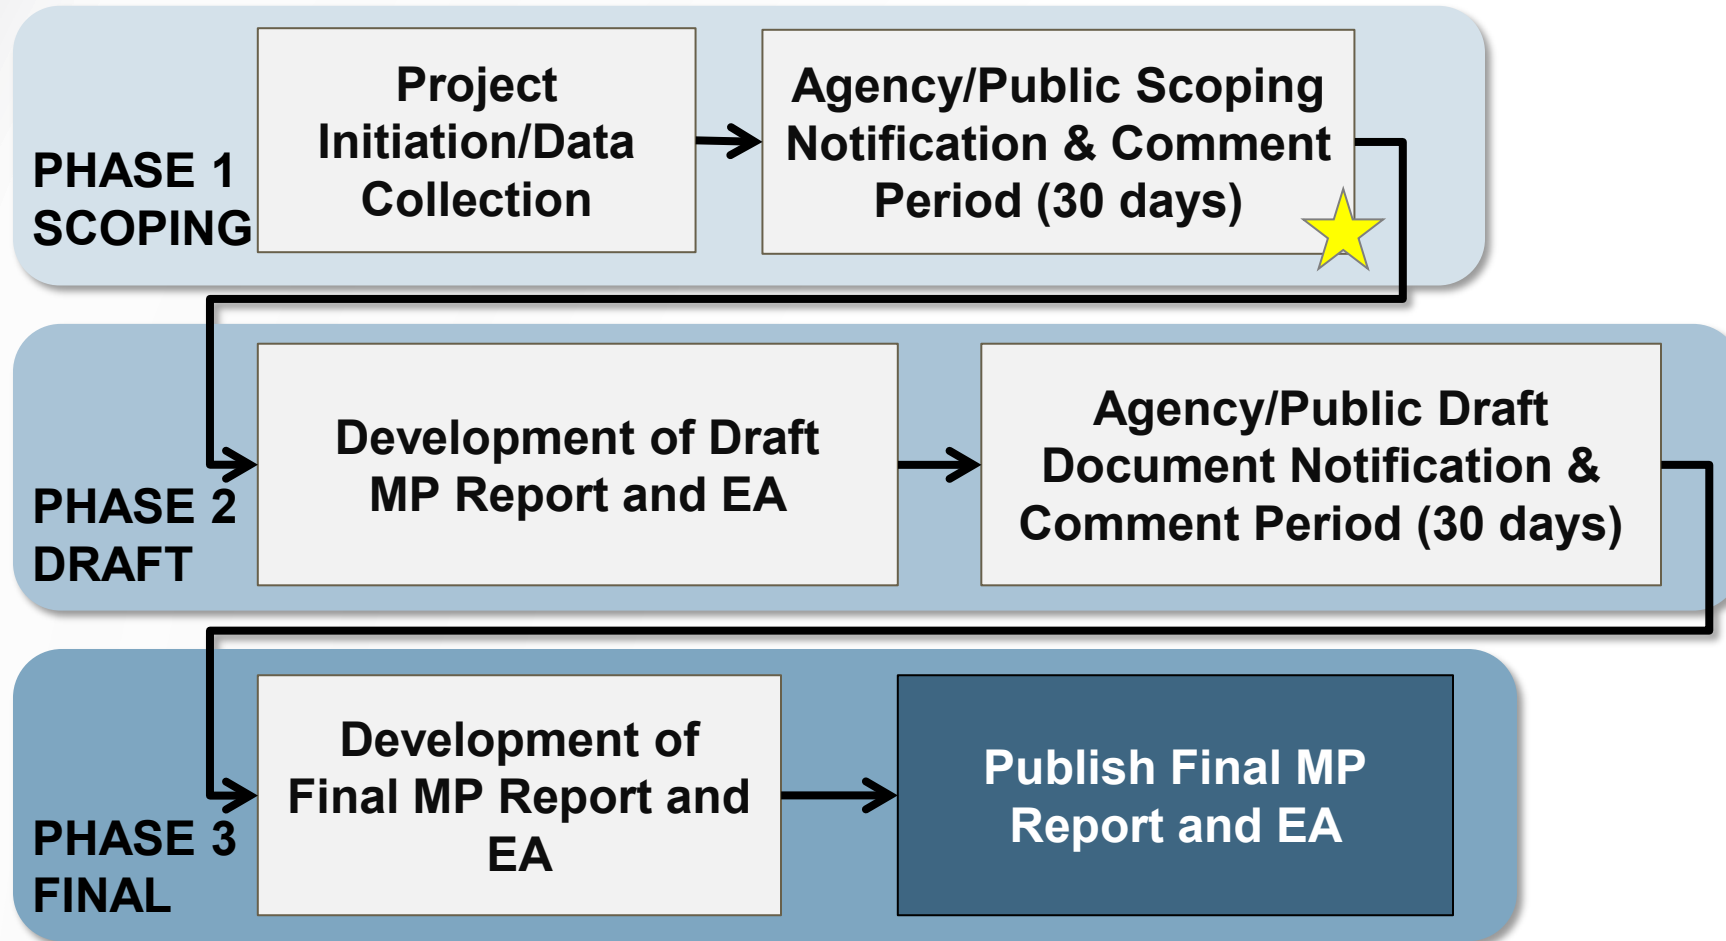 PHASE 1
SCOPING
Project
Initiation/Data
Collection
Agency/Public Scoping
Notification & Comment
Period (30 days)
PHASE 2
DRAFT
Development of Draft
MP Report and EA
Agency/Public Draft
Document Notification &
Comment Period (30 days)
PHASE 3
FINAL
Development of
Final MP Report and
EA
Publish Final MP
Report and EA